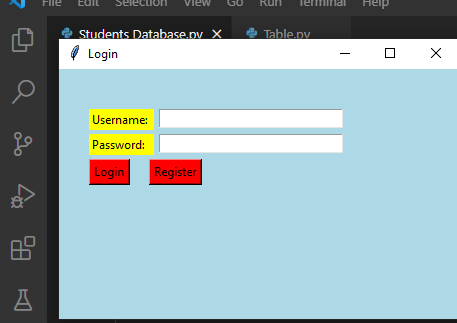 File Edit Selection View Go Run Terminal Help
Students Database.py Table.py
Login
Username:
Password:
Login Register